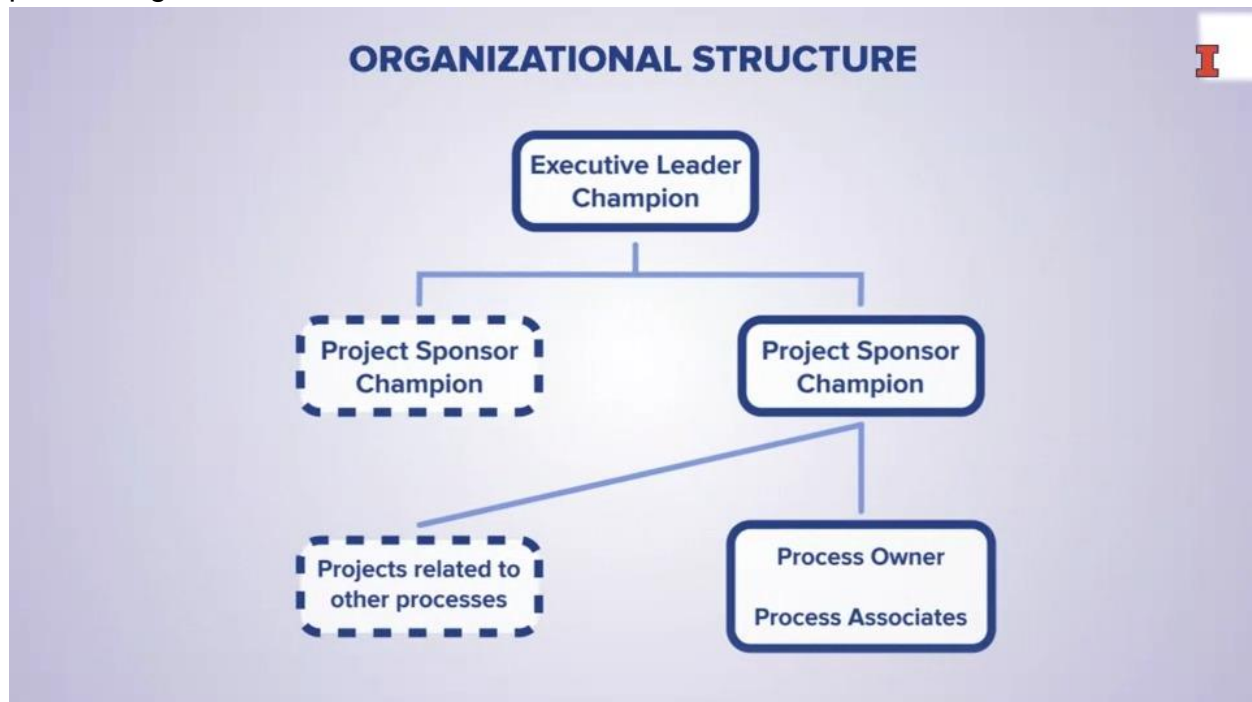 ORGANIZATIONAL STRUCTURE
I
Executive Leader
Champion
Project Sponsor
Champion
Project Sponsor
Champion
Projects related to
other processes
Process Owner
Process Associates